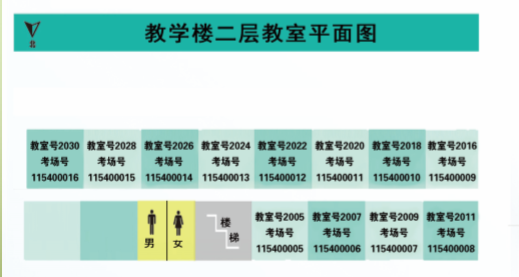 北
教学楼二层教室平面图
教室号2030 教室号2028 教室号2026 教室号2024 教室号2022 教室号2020 教室号2018 教室号2016
考场号 考场号 考场号 考场号 考场号 考场号 考场号 考场号
115400016 115400015 115400014 115400013 115400012 115400011 115400010 115400009
男 女 楼梯 教室号2005 教室号2007 教室号2009 教室号2011
考场号 考场号 考场号 考场号
115400005 115400006 115400007 115400008